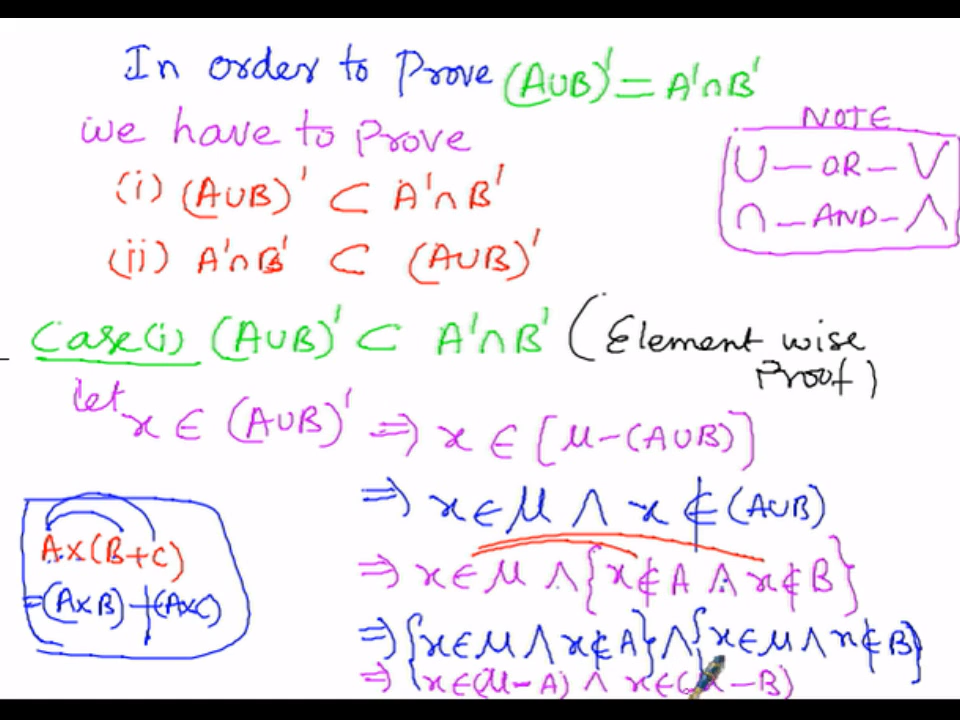 In order to Prove (A∪B)' = A'∩B'
we have to Prove
NOTE
∪ — OR — ∨
∩ — AND — ∧
(i) (A∪B)' ⊂ A'∩B'
(ii) A'∩B' ⊂ (A∪B)'
Case(i) (A∪B)' ⊂ A'∩B' (Element wise
Proof)
let x ∈ (A∪B)' ⇒ x ∈ [μ-(A∪B)]
⇒ x ∈ μ ∧ x ∉ (A∪B)
⇒ x ∈ μ ∧ {x ∉ A ∧ x ∉ B}
⇒ {x ∈ μ ∧ x ∉ A} ∧ {x ∈ μ ∧ x ∉ B}
⇒ x ∈ (μ-A) ∧ x ∈ (μ-B)
A×(B+C)
=(A×B)+(A×C)